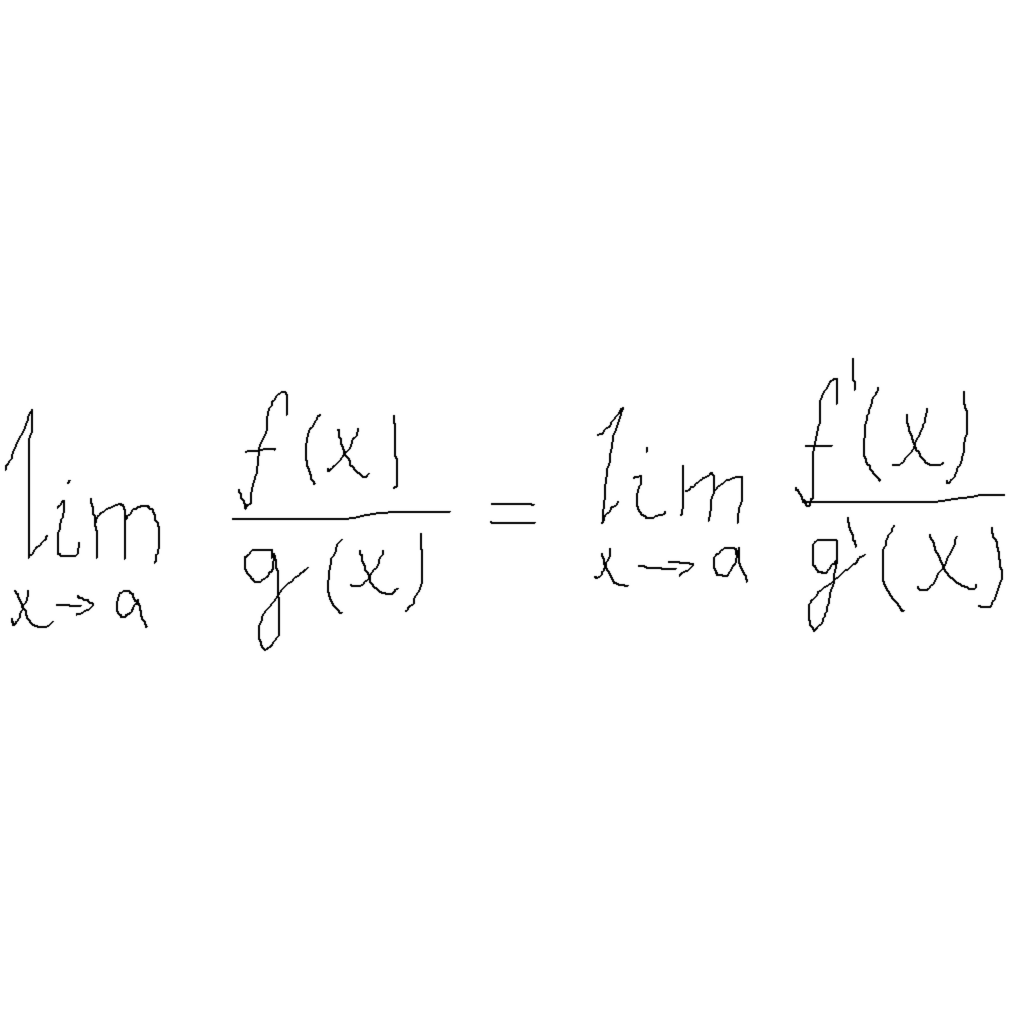 lim f(x) / g(x) = lim f'(x) / g'(x)
x→a x→a